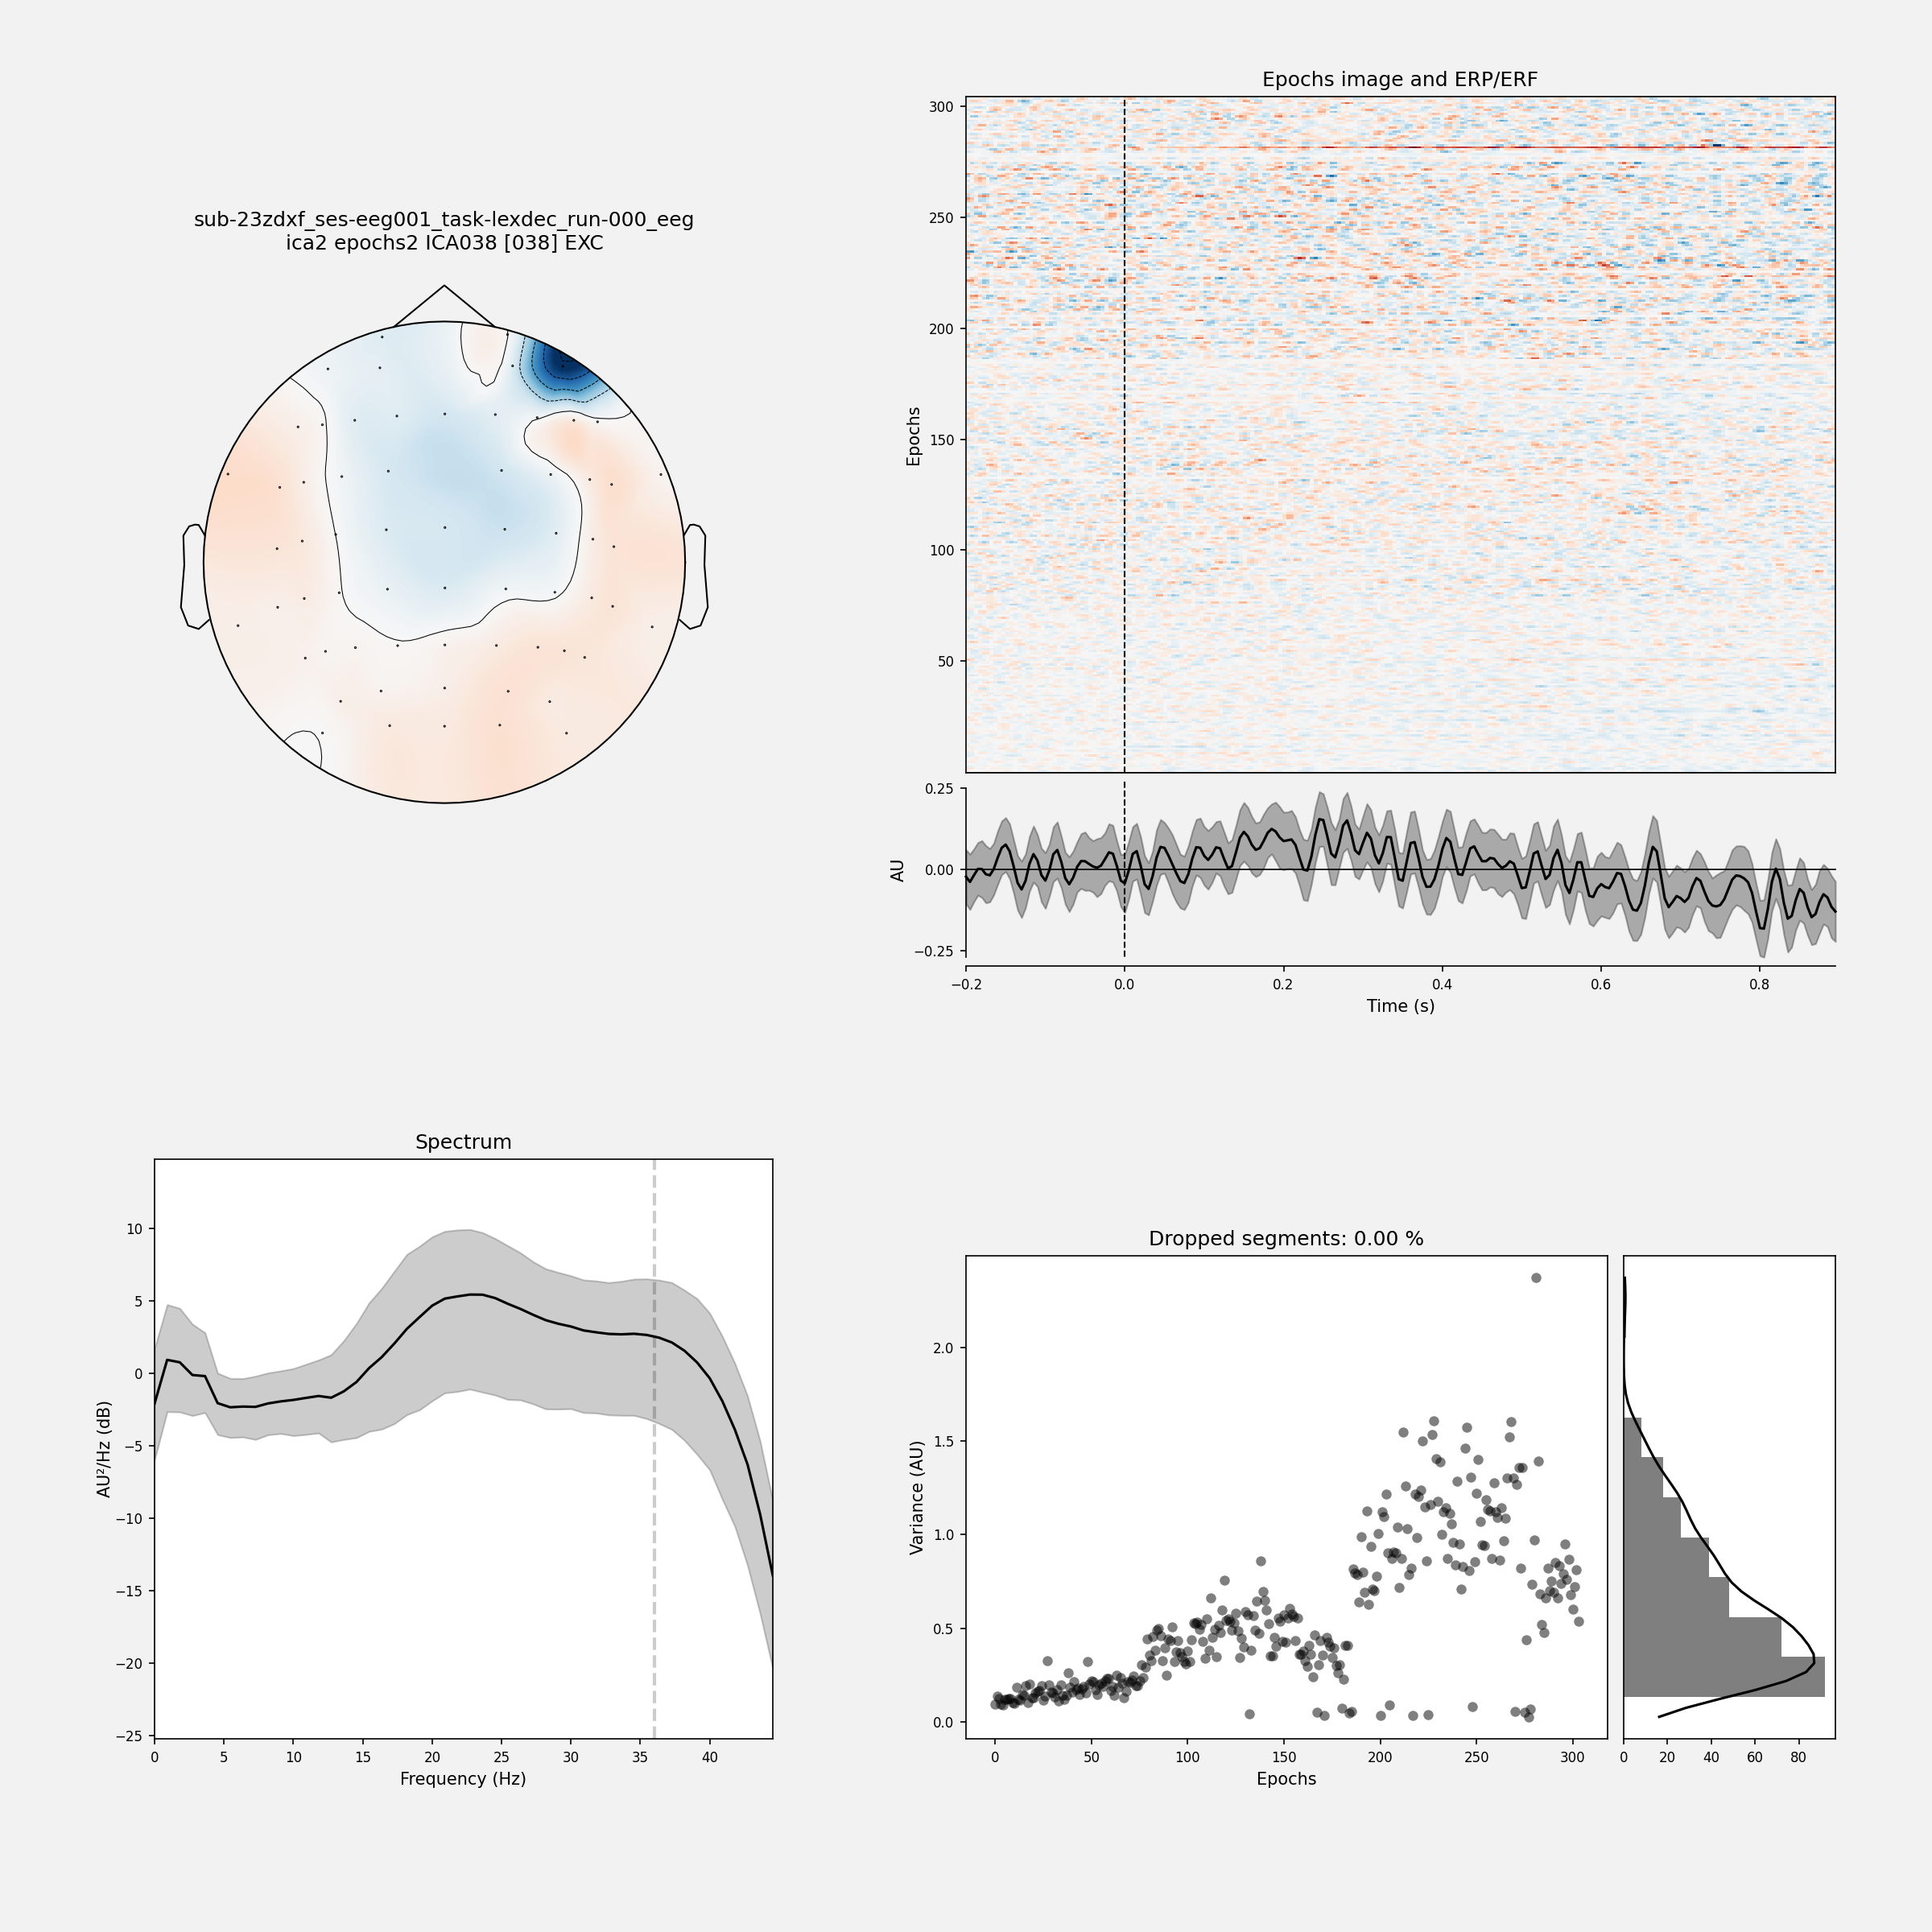 sub-23zdxf_ses-eeg001_task-lexdec_run-000_eeg
ica2 epochs2 ICA038 [038] EXC
Epochs image and ERP/ERF
300
250
200
150
100
50
Epochs
0.25
0.00
−0.25
AU
−0.2 0.0 0.2 0.4 0.6 0.8
Time (s)
Spectrum
10
5
0
−5
−10
−15
−20
−25
AU²/Hz (dB)
0 5 10 15 20 25 30 35 40
Frequency (Hz)
Dropped segments: 0.00 %
2.0
1.5
1.0
0.5
0.0
Variance (AU)
0 50 100 150 200 250 300
Epochs
0 20 40 60 80